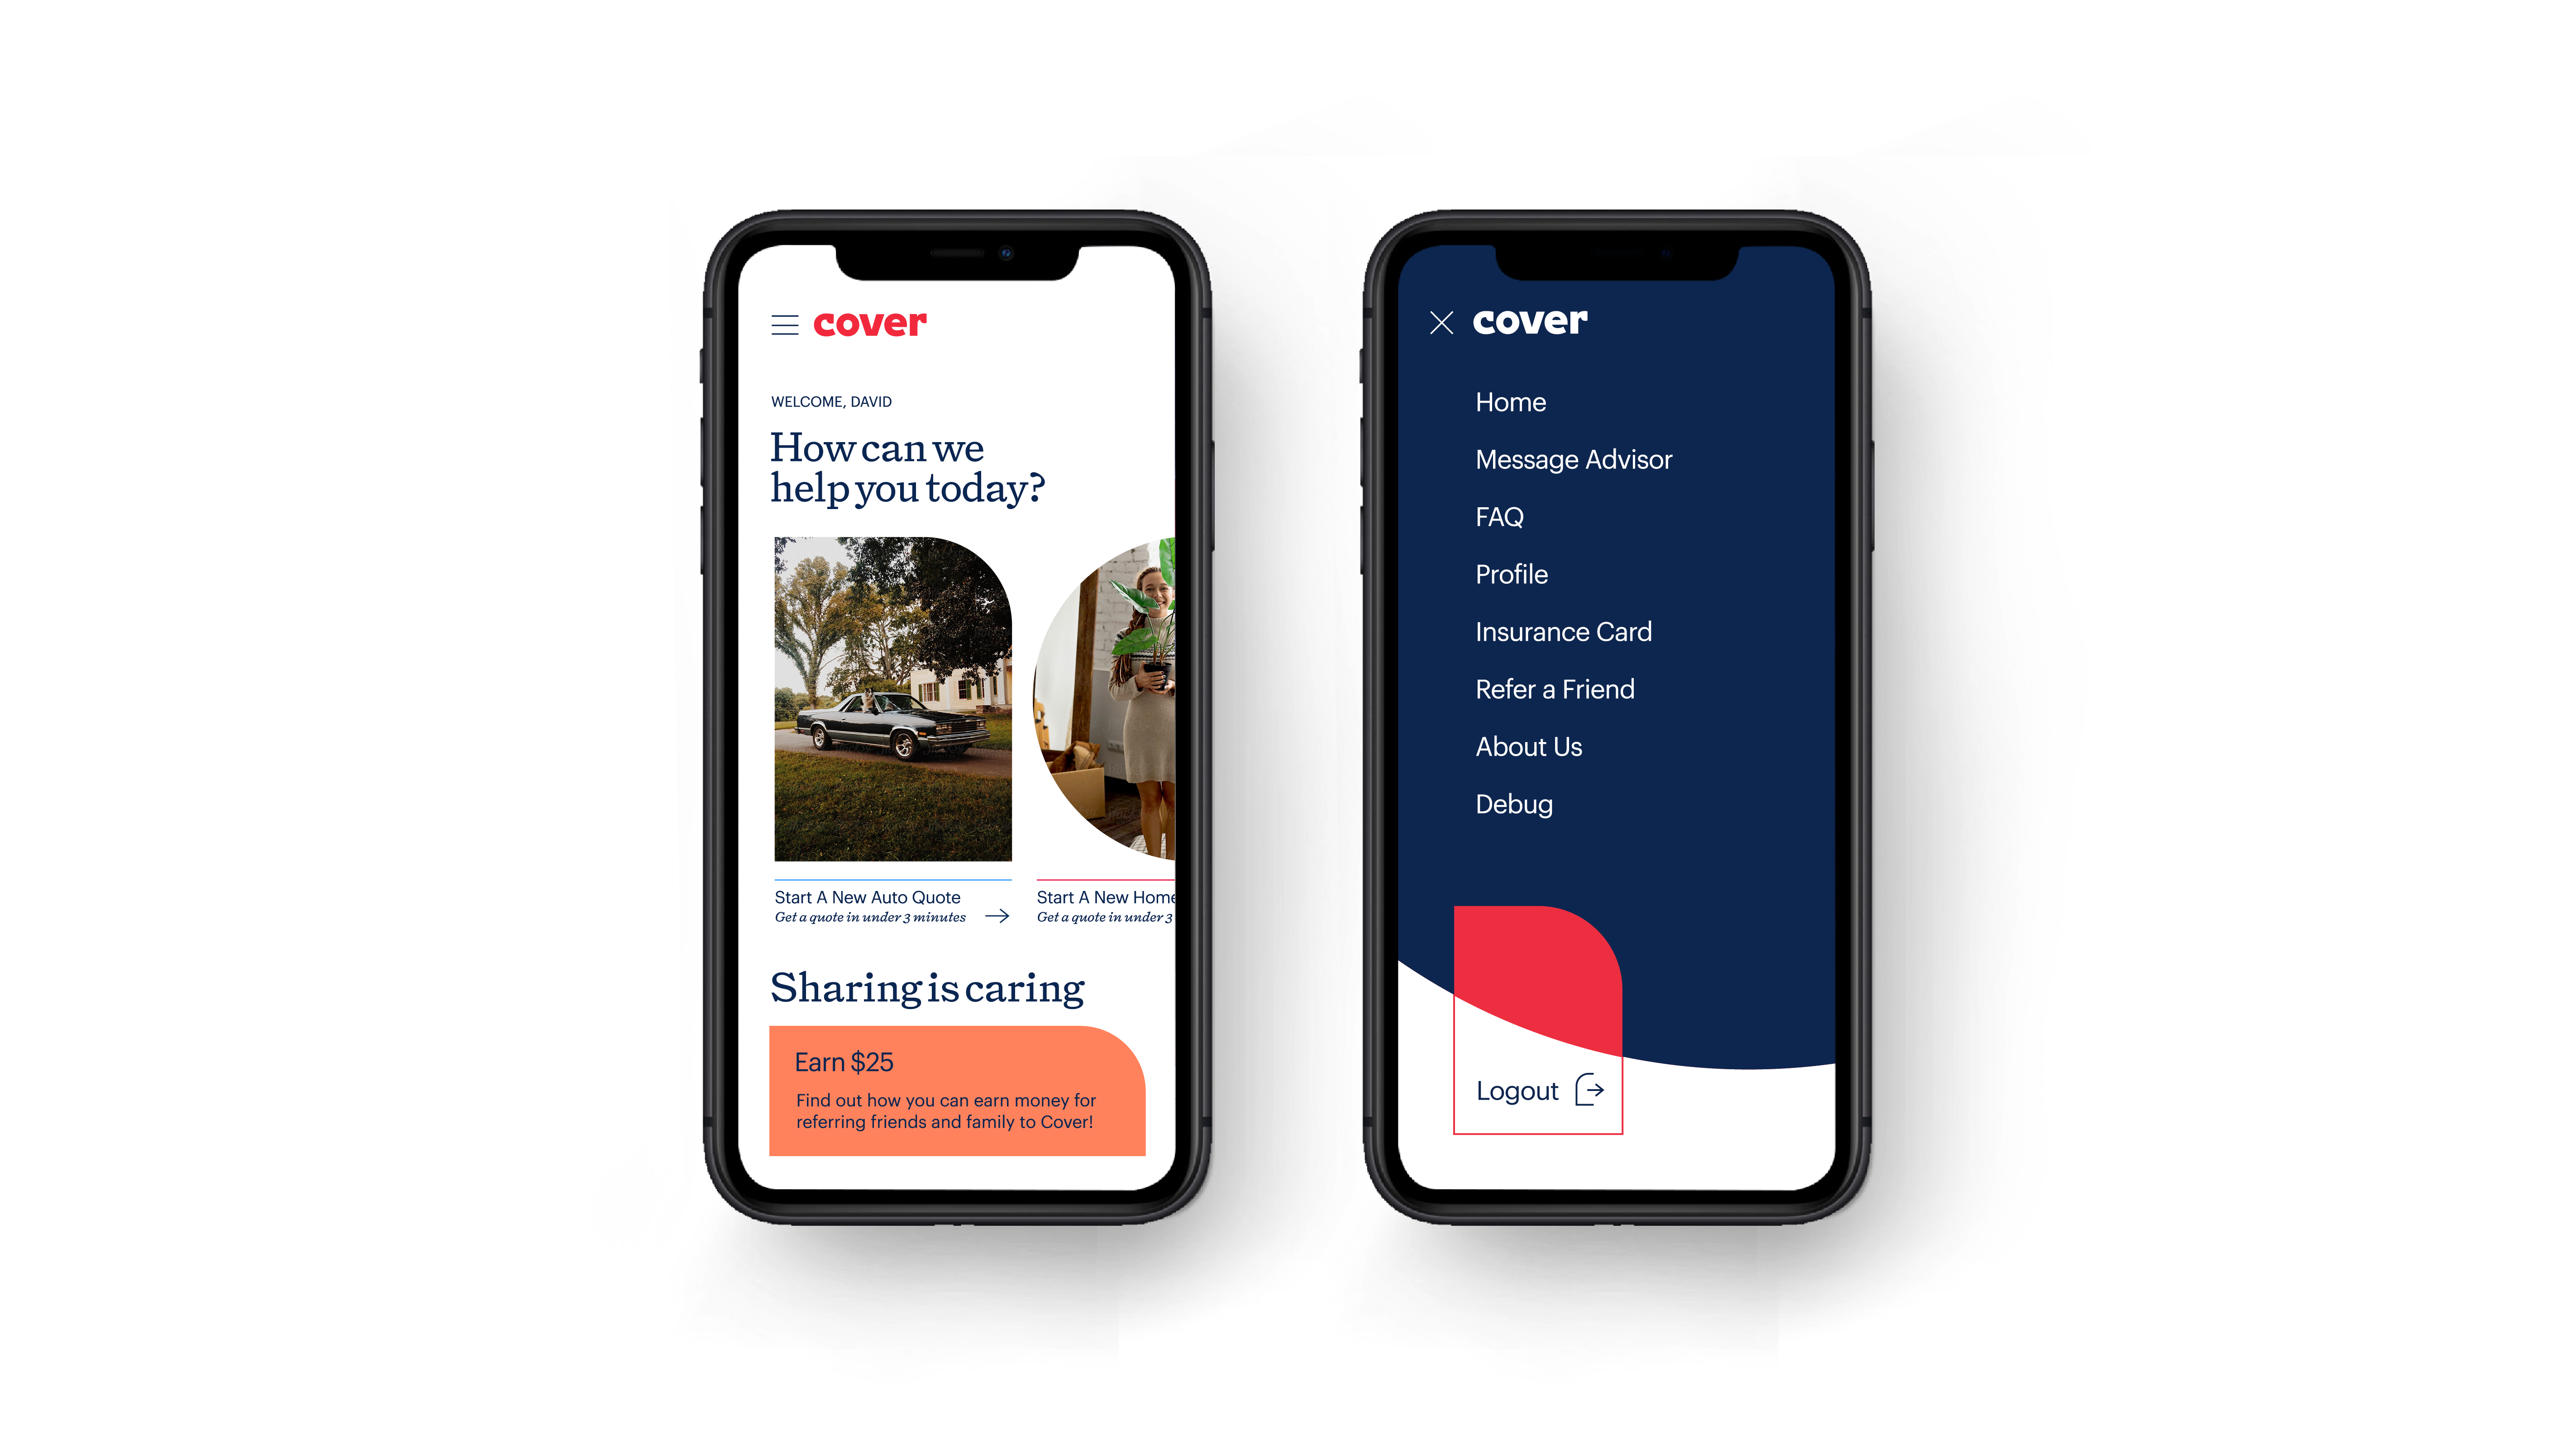 cover
WELCOME, DAVID
How can we
help you today?
Start A New Auto Quote
Get a quote in under 3 minutes
Start A New Home
Get a quote in under 3
Sharing is caring
Earn $25
Find out how you can earn money for
referring friends and family to Cover!
cover
Home
Message Advisor
FAQ
Profile
Insurance Card
Refer a Friend
About Us
Debug
Logout